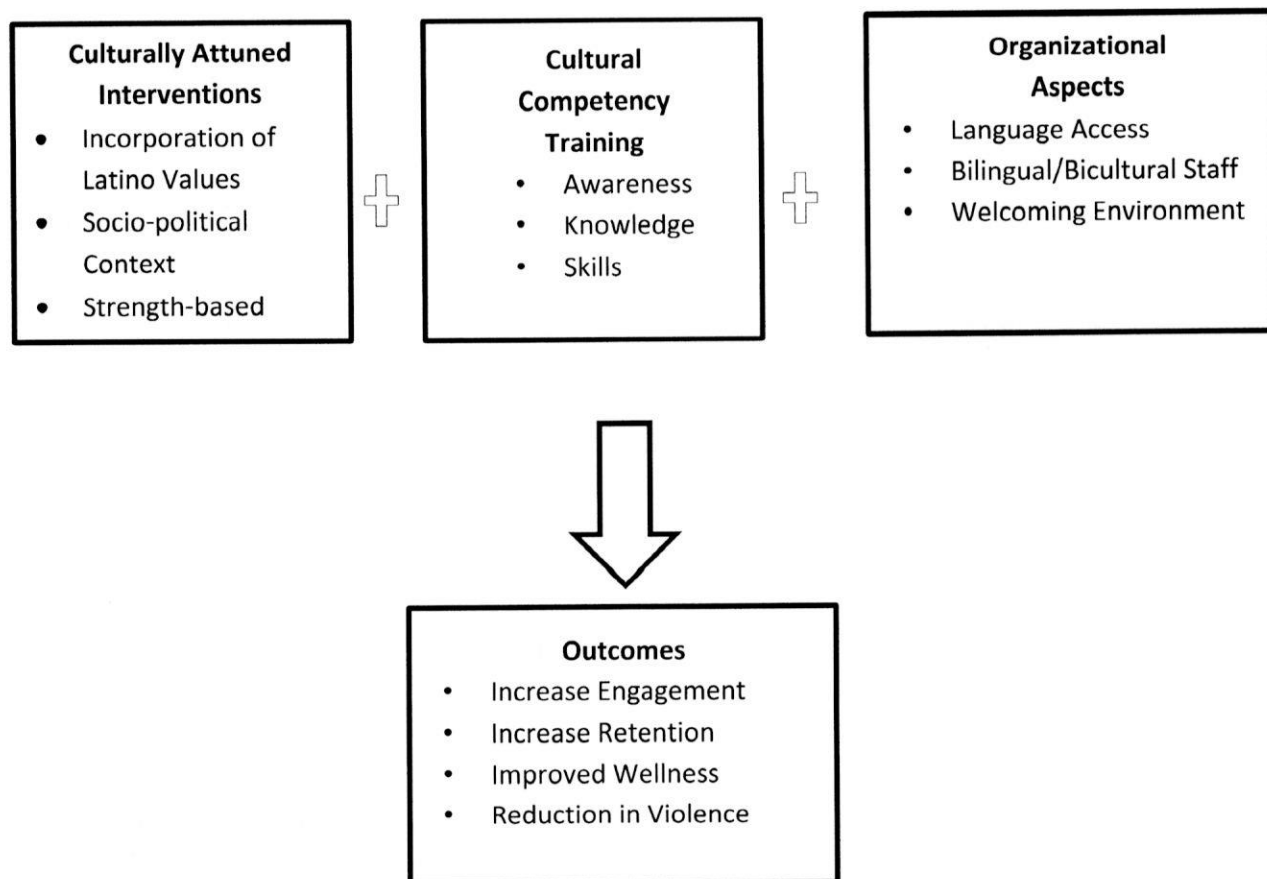 Culturally Attuned
Interventions
• Incorporation of
Latino Values
• Socio-political
Context
• Strength-based
Cultural
Competency
Training
• Awareness
• Knowledge
• Skills
Organizational
Aspects
• Language Access
• Bilingual/Bicultural Staff
• Welcoming Environment
Outcomes
• Increase Engagement
• Increase Retention
• Improved Wellness
• Reduction in Violence